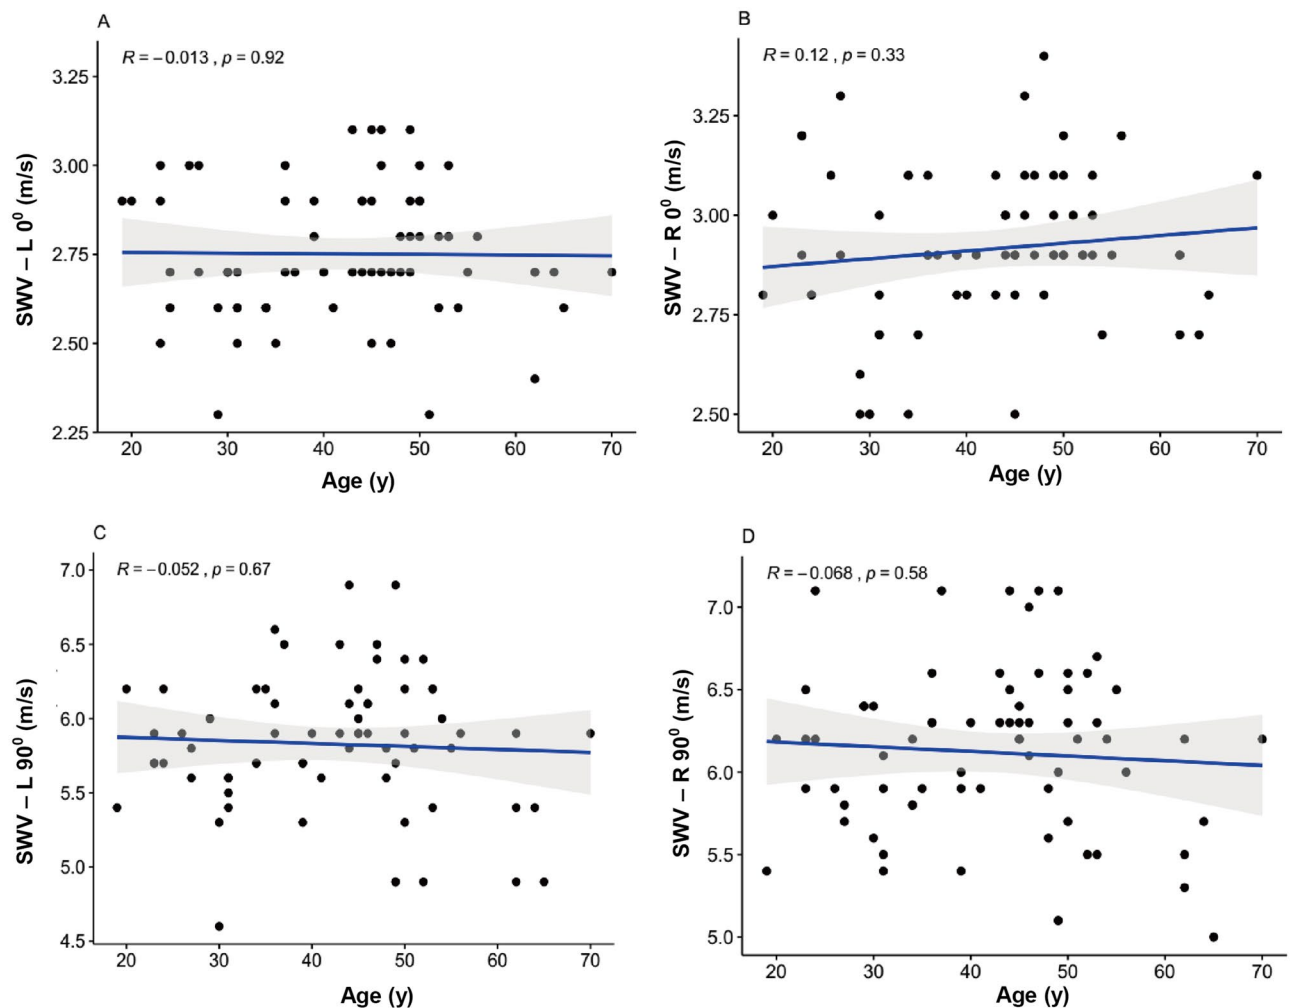 A
R = −0.013 , p = 0.92
3.25
3.00
2.75
2.50
2.25
SWV – L 0⁰ (m/s)
20 30 40 50 60 70
Age (y)
B
R = 0.12 , p = 0.33
3.25
3.00
2.75
2.50
SWV – R 0⁰ (m/s)
20 30 40 50 60 70
Age (y)
C
R = −0.052 , p = 0.67
7.0
6.5
6.0
5.5
5.0
4.5
SWV – L 90⁰ (m/s)
20 30 40 50 60 70
Age (y)
D
R = −0.068 , p = 0.58
7.0
6.5
6.0
5.5
5.0
SWV – R 90⁰ (m/s)
20 30 40 50 60 70
Age (y)